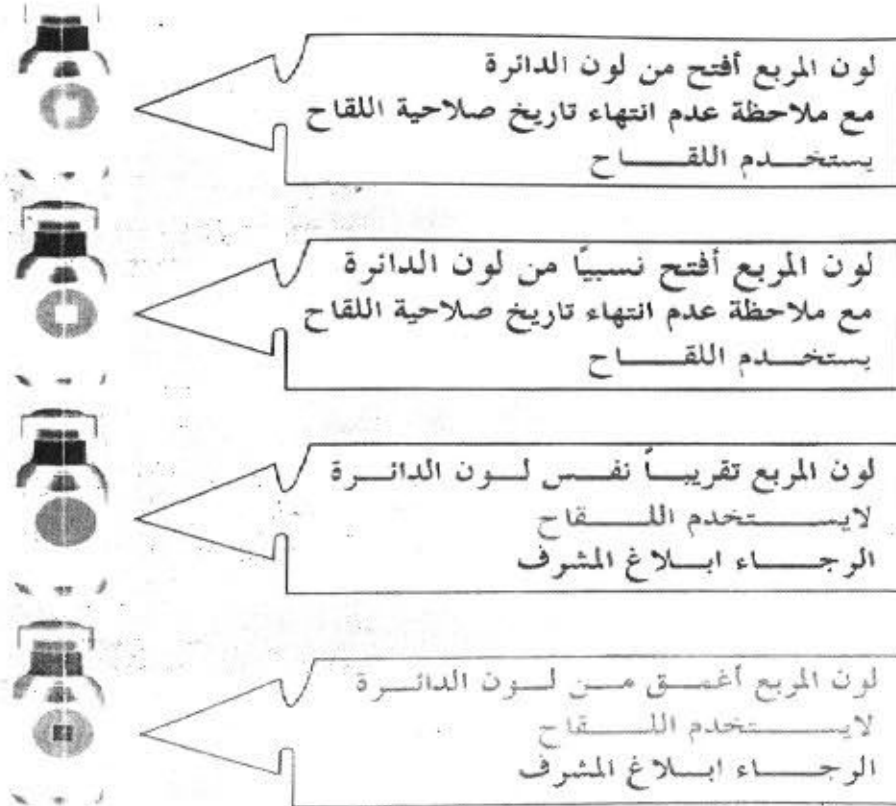 لون المربع أفتح من لون الدائرة
مع ملاحظة عدم انتهاء تاريخ صلاحية اللقاح
يستخدم اللقاح
لون المربع أفتح نسبيًا من لون الدائرة
مع ملاحظة عدم انتهاء تاريخ صلاحية اللقاح
يستخدم اللقاح
لون المربع تقريباً نفس لون الدائرة
لايستخدم اللقاح
الرجاء ابلاغ المشرف
لون المربع أغمق من لون الدائرة
لايستخدم اللقاح
الرجاء ابلاغ المشرف